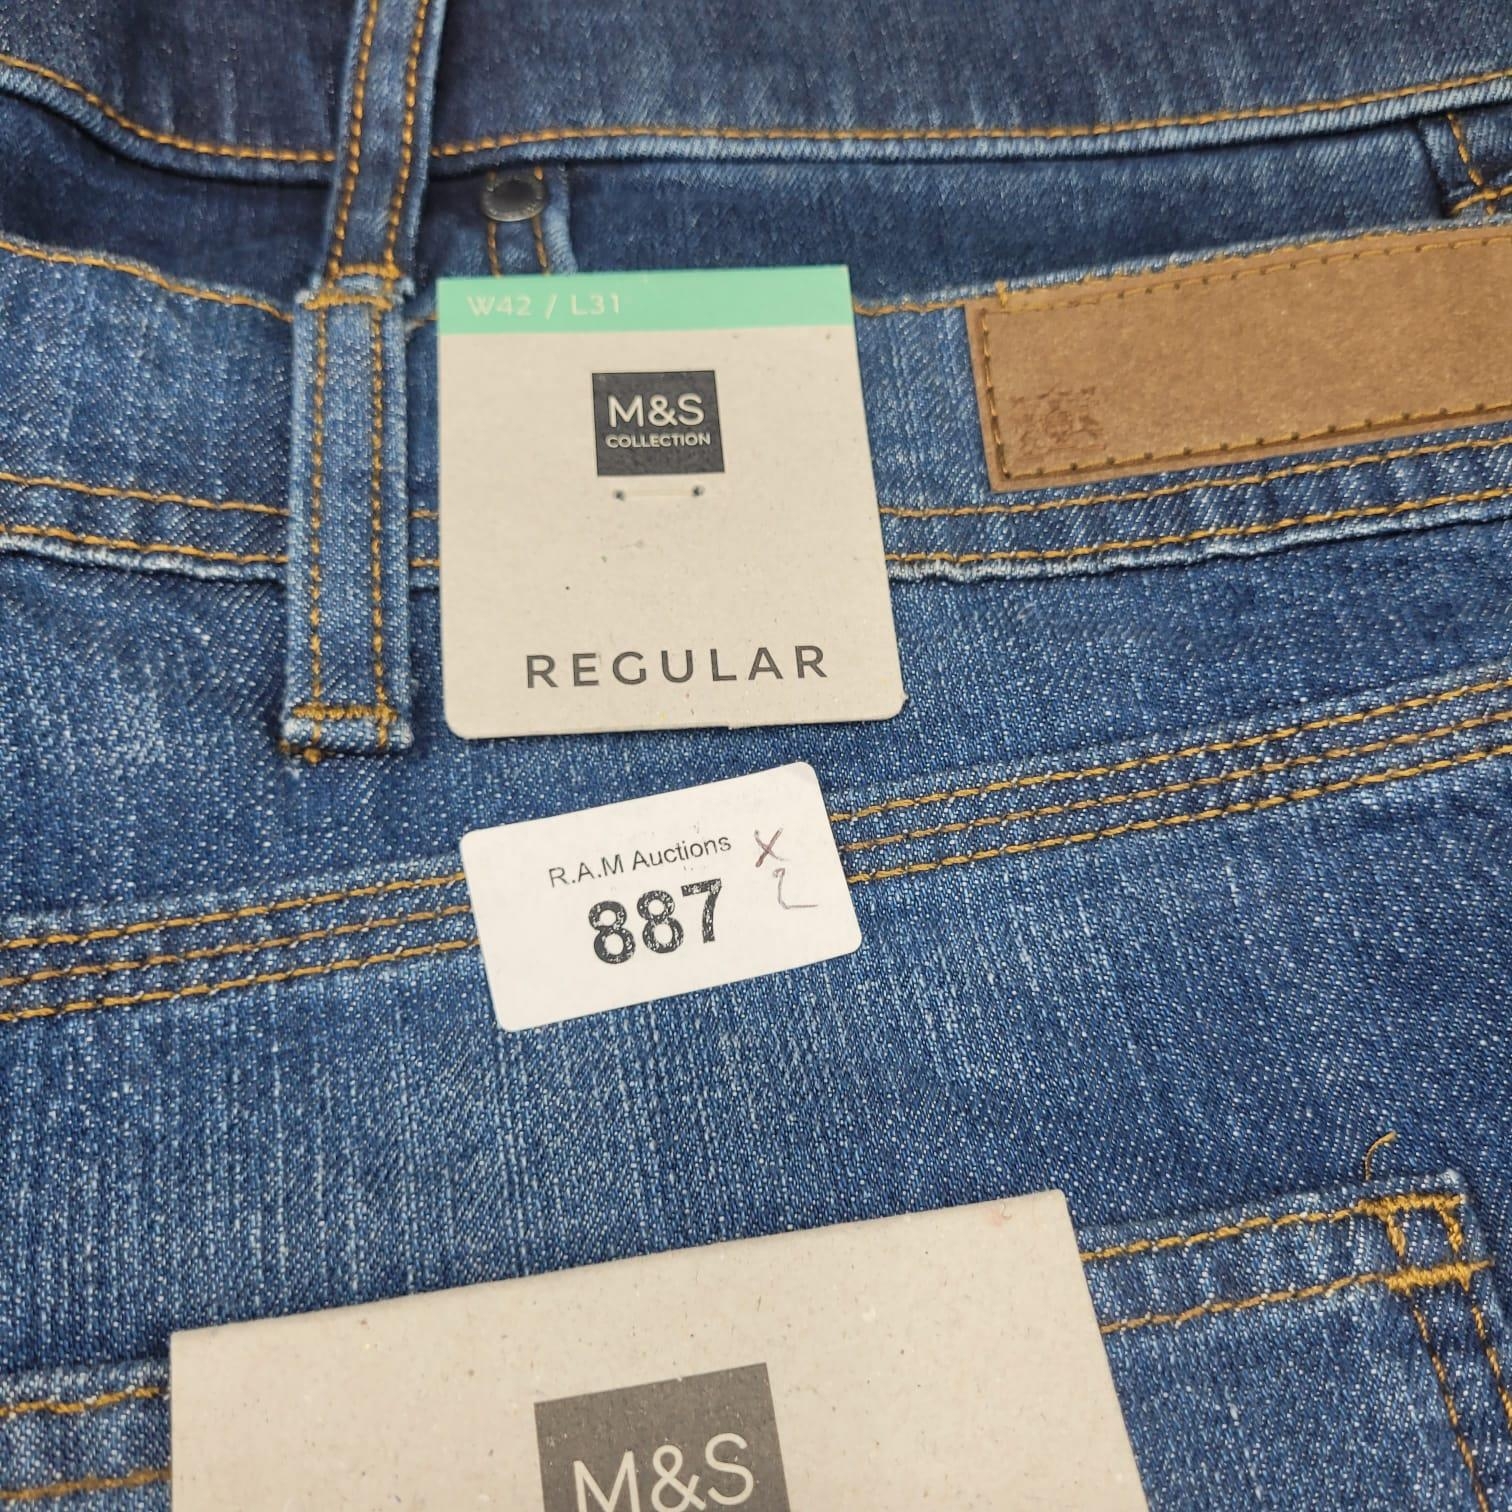 W42 / L31
M&S
COLLECTION
REGULAR
R.A.M Auctions X
887 2
M&S